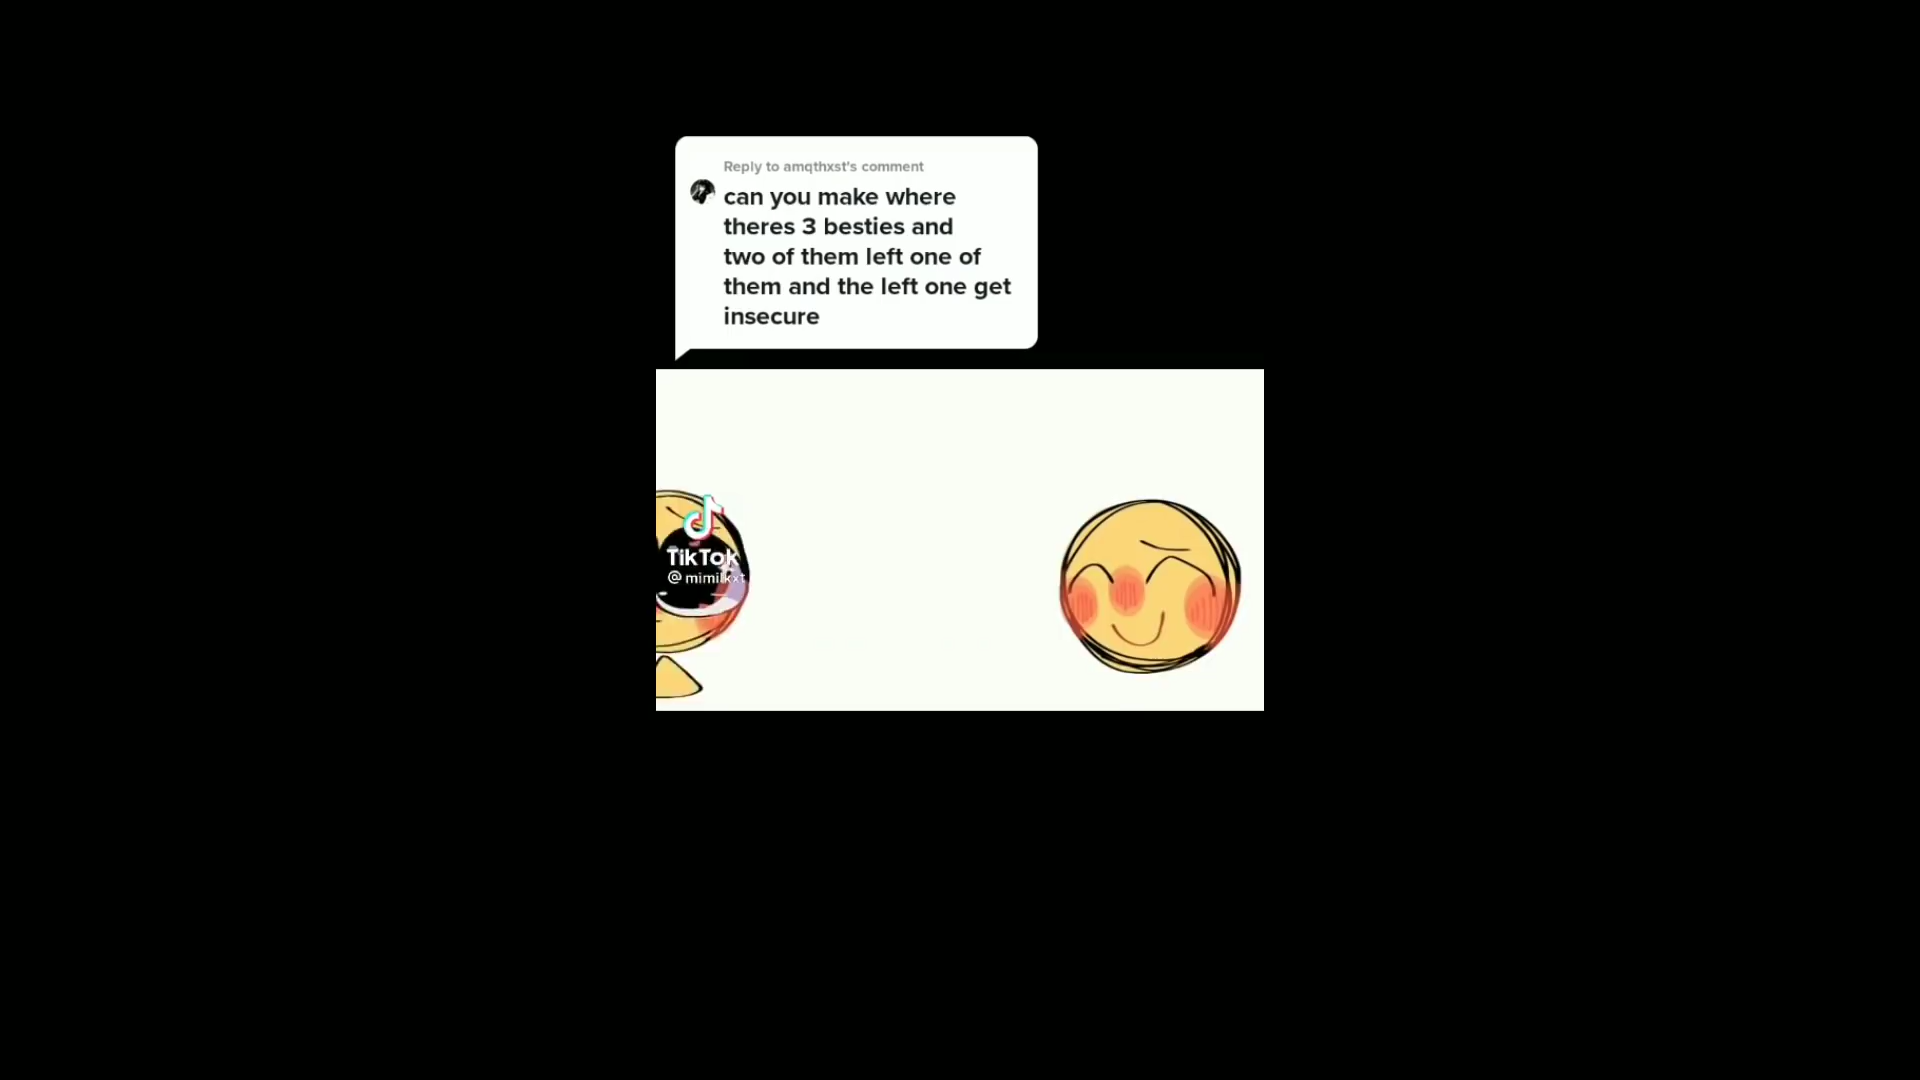 Reply to amqthxst's comment
can you make where
theres 3 besties and
two of them left one of
them and the left one get
insecure
TikTok
@mimilkxt